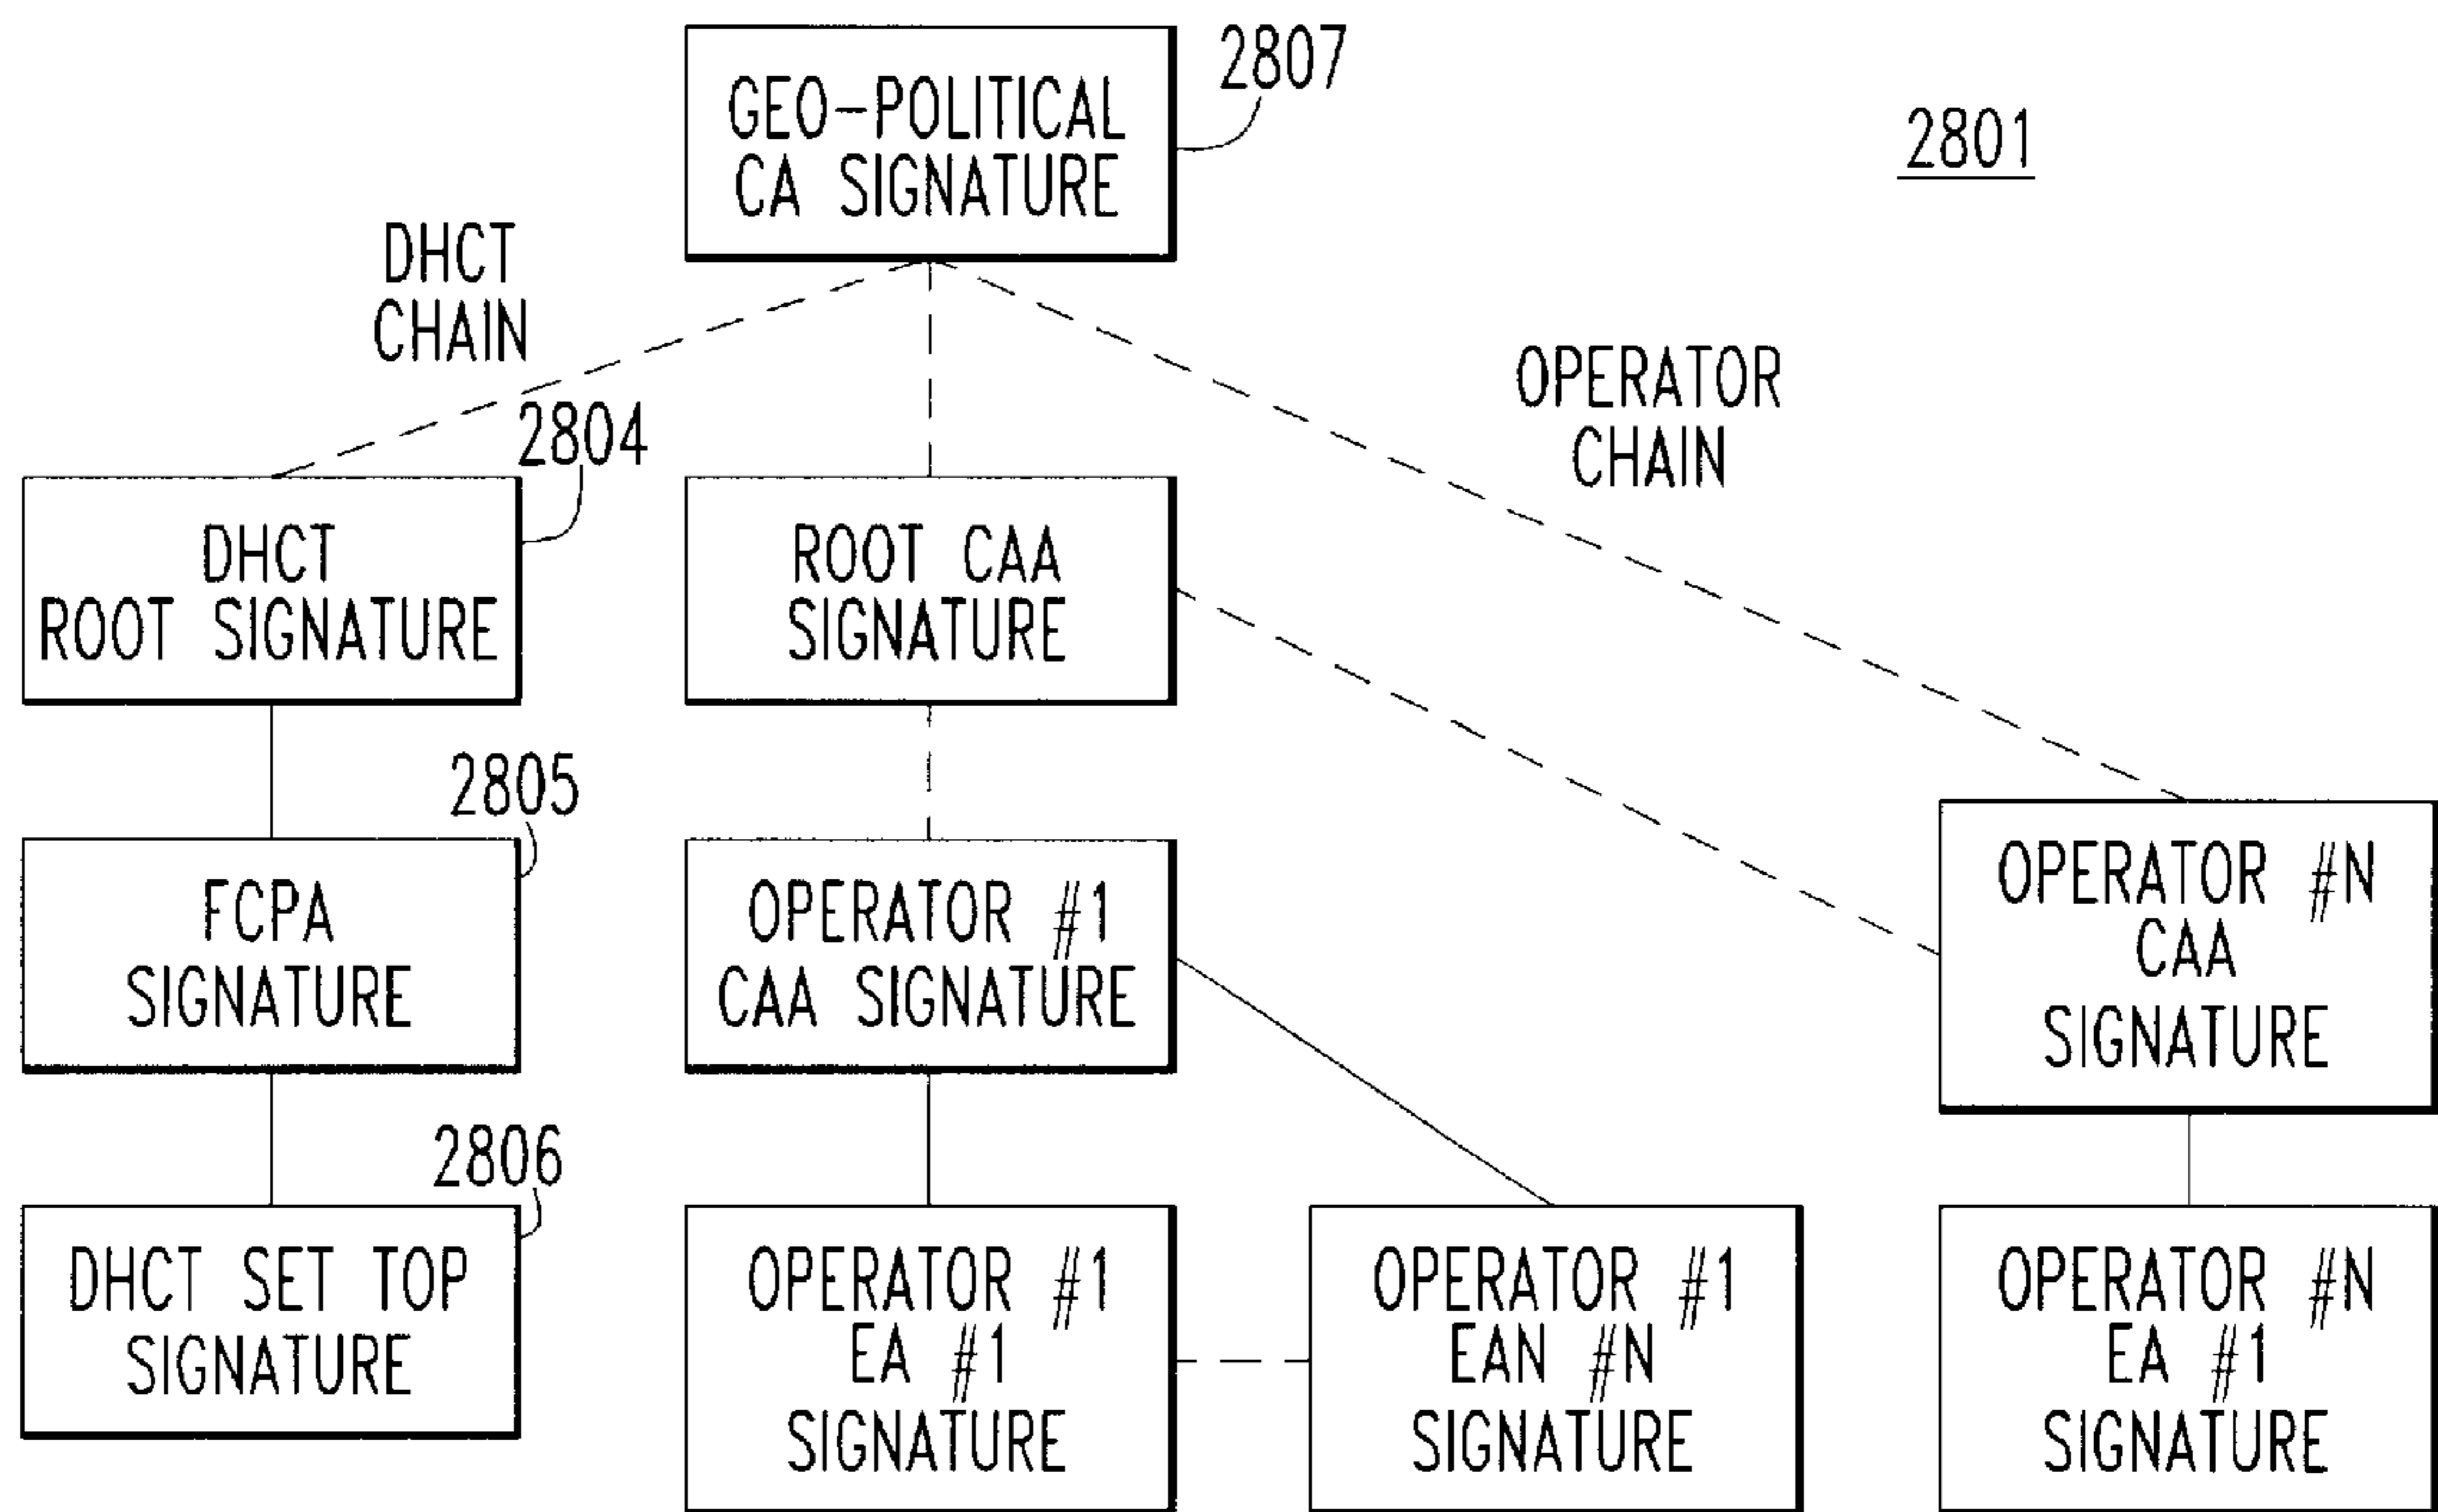 GEO-POLITICAL
CA SIGNATURE
2807
2801
DHCT
CHAIN
OPERATOR
CHAIN
2804
DHCT
ROOT SIGNATURE
ROOT CAA
SIGNATURE
2805
FCPA
SIGNATURE
OPERATOR #1
CAA SIGNATURE
OPERATOR #N
CAA
SIGNATURE
2806
DHCT SET TOP
SIGNATURE
OPERATOR #1
EA #1
SIGNATURE
OPERATOR #1
EAN #N
SIGNATURE
OPERATOR #N
EA #1
SIGNATURE